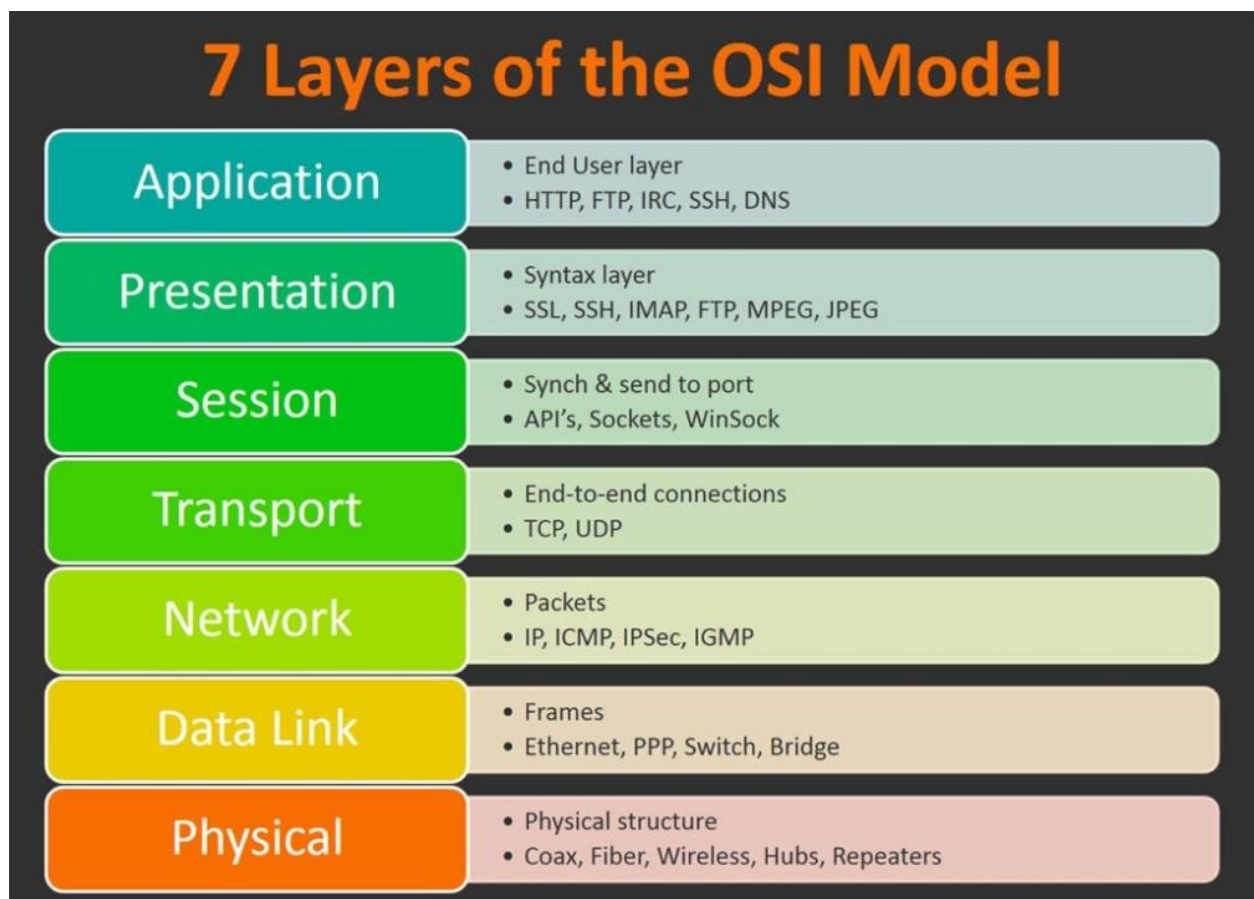 7 Layers of the OSI Model
Application
• End User layer
• HTTP, FTP, IRC, SSH, DNS
Presentation
• Syntax layer
• SSL, SSH, IMAP, FTP, MPEG, JPEG
Session
• Synch & send to port
• API's, Sockets, WinSock
Transport
• End-to-end connections
• TCP, UDP
Network
• Packets
• IP, ICMP, IPSec, IGMP
Data Link
• Frames
• Ethernet, PPP, Switch, Bridge
Physical
• Physical structure
• Coax, Fiber, Wireless, Hubs, Repeaters